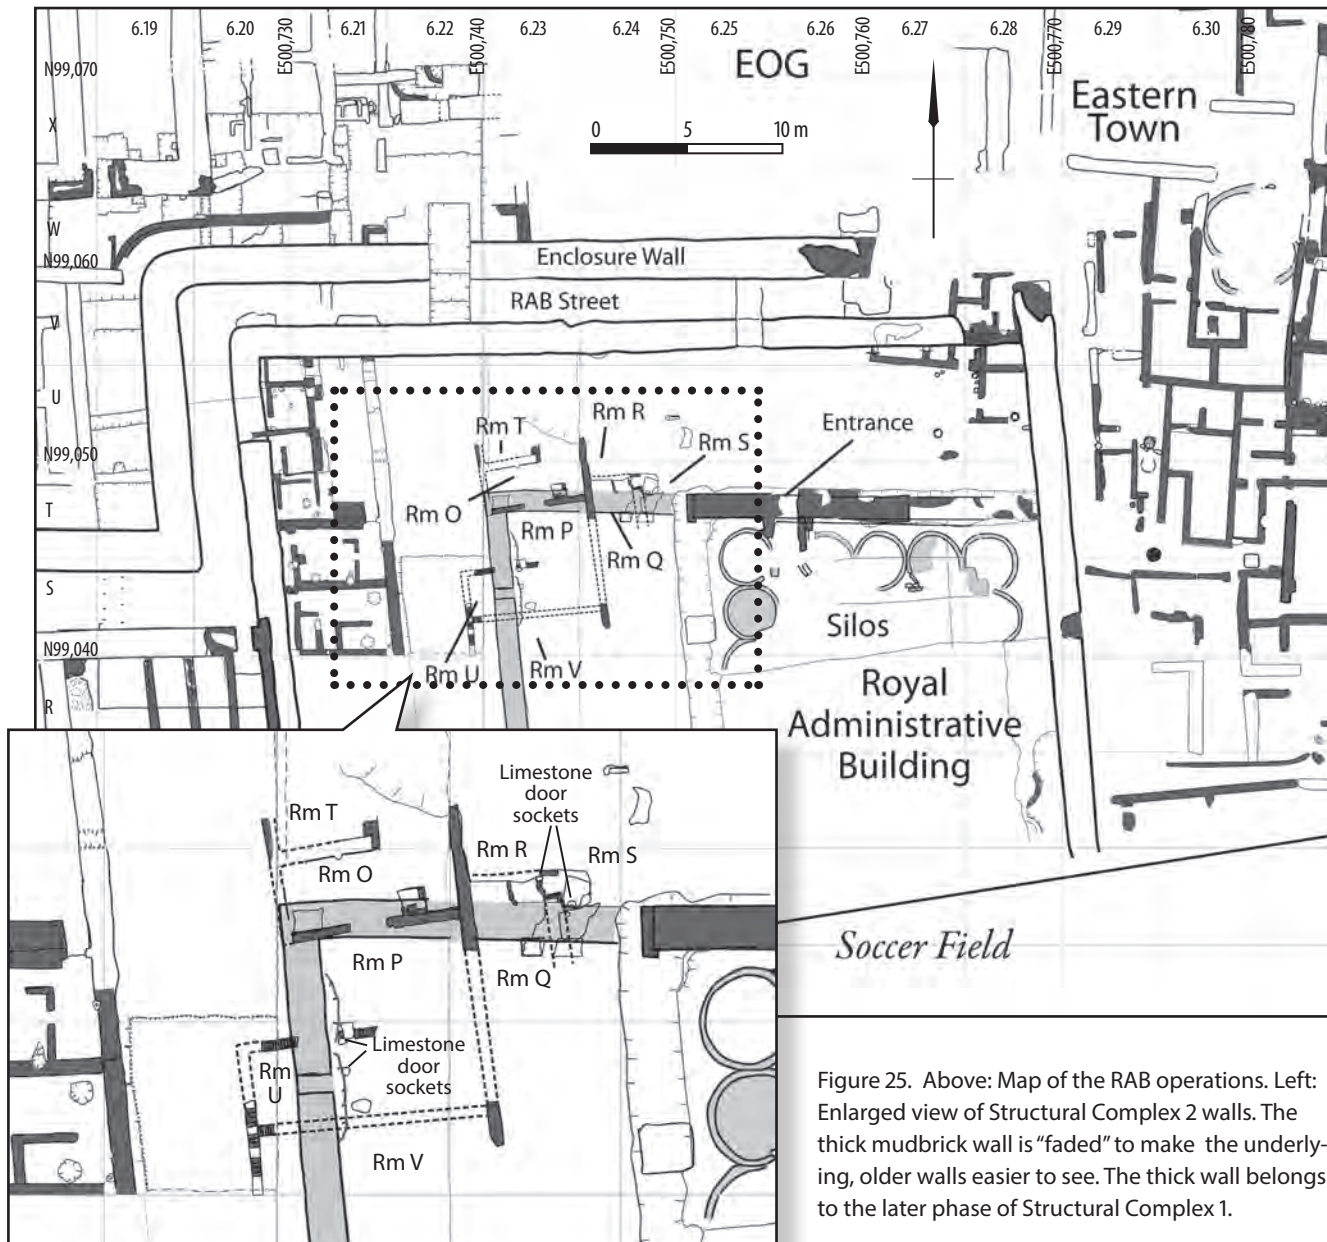 6.19 6.20 E500,730 6.21 6.22 E500,740 6.23 6.24 E500,750 6.25 6.26 E500,760 6.27 6.28 E500,770 6.29 6.30 E500,780
EOG
N99,070
Eastern
Town
0 5 10 m
X
W
N99,060
Enclosure Wall
RAB Street
V
U
Rm R
Rm T
Rm S
Entrance
N99,050
T
Rm O
Rm P
Rm Q
S
Silos
N99,040
Rm U
Rm V
Royal
Administrative
Building
R
Limestone
door
sockets
Rm T
Rm R
Rm S
Rm O
Rm P
Rm Q
Limestone
door
sockets
Rm
U
Rm V
Soccer Field
Figure 25. Above: Map of the RAB operations. Left:
Enlarged view of Structural Complex 2 walls. The
thick mudbrick wall is “faded” to make the underly-
ing, older walls easier to see. The thick wall belongs
to the later phase of Structural Complex 1.